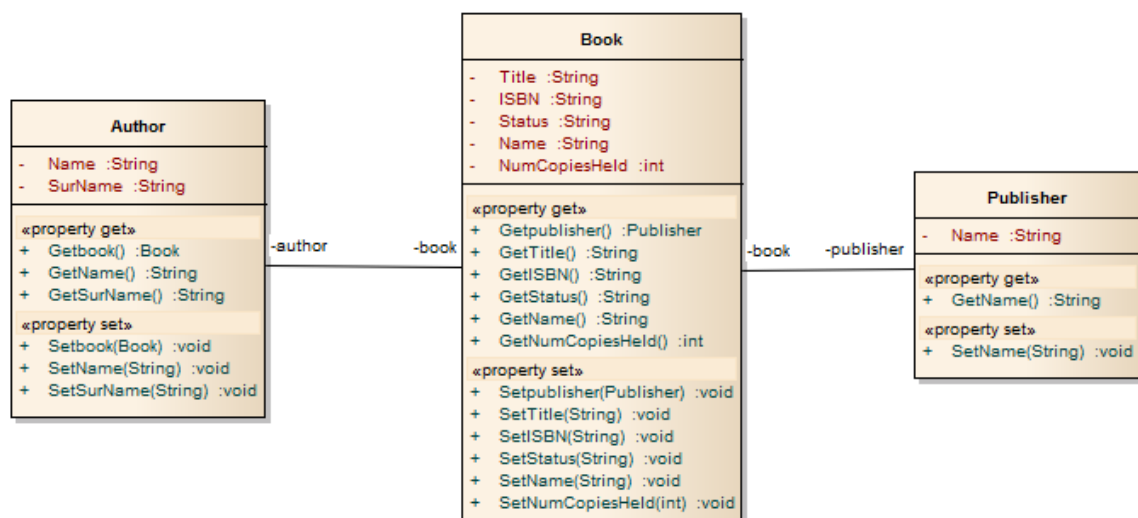 Author
- Name :String
- SurName :String
«property get»
+ Getbook() :Book
+ GetName() :String
+ GetSurName() :String
«property set»
+ Setbook(Book) :void
+ SetName(String) :void
+ SetSurName(String) :void
-author
-book
Book
- Title :String
- ISBN :String
- Status :String
- Name :String
- NumCopiesHeld :int
«property get»
+ Getpublisher() :Publisher
+ GetTitle() :String
+ GetISBN() :String
+ GetStatus() :String
+ GetName() :String
+ GetNumCopiesHeld() :int
«property set»
+ Setpublisher(Publisher) :void
+ SetTitle(String) :void
+ SetISBN(String) :void
+ SetStatus(String) :void
+ SetName(String) :void
+ SetNumCopiesHeld(int) :void
-book
-publisher
Publisher
- Name :String
«property get»
+ GetName() :String
«property set»
+ SetName(String) :void